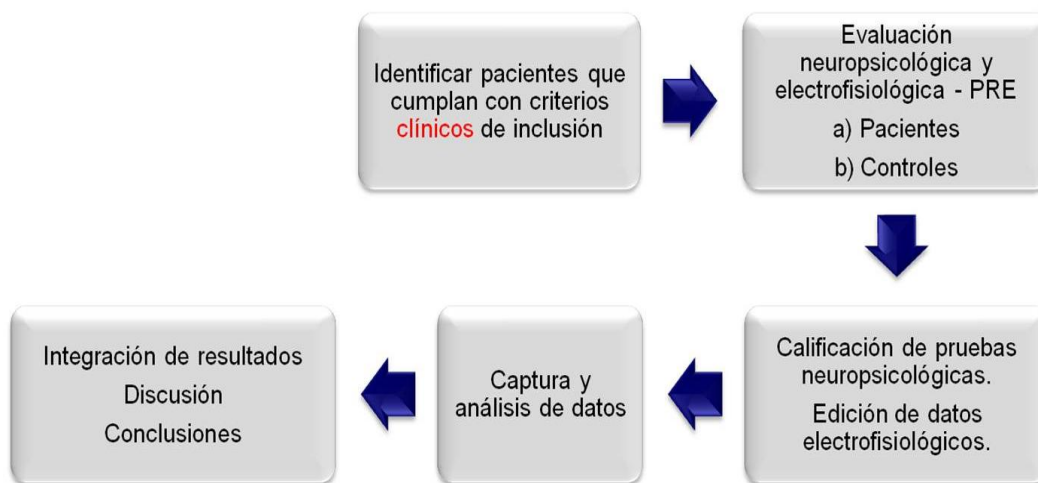 Identificar pacientes que
cumplan con criterios
clínicos de inclusión
Evaluación
neuropsicológica y
electrofisiológica - PRE
a) Pacientes
b) Controles
Calificación de pruebas
neuropsicológicas.
Edición de datos
electrofisiológicos.
Captura y
análisis de datos
Integración de resultados
Discusión
Conclusiones